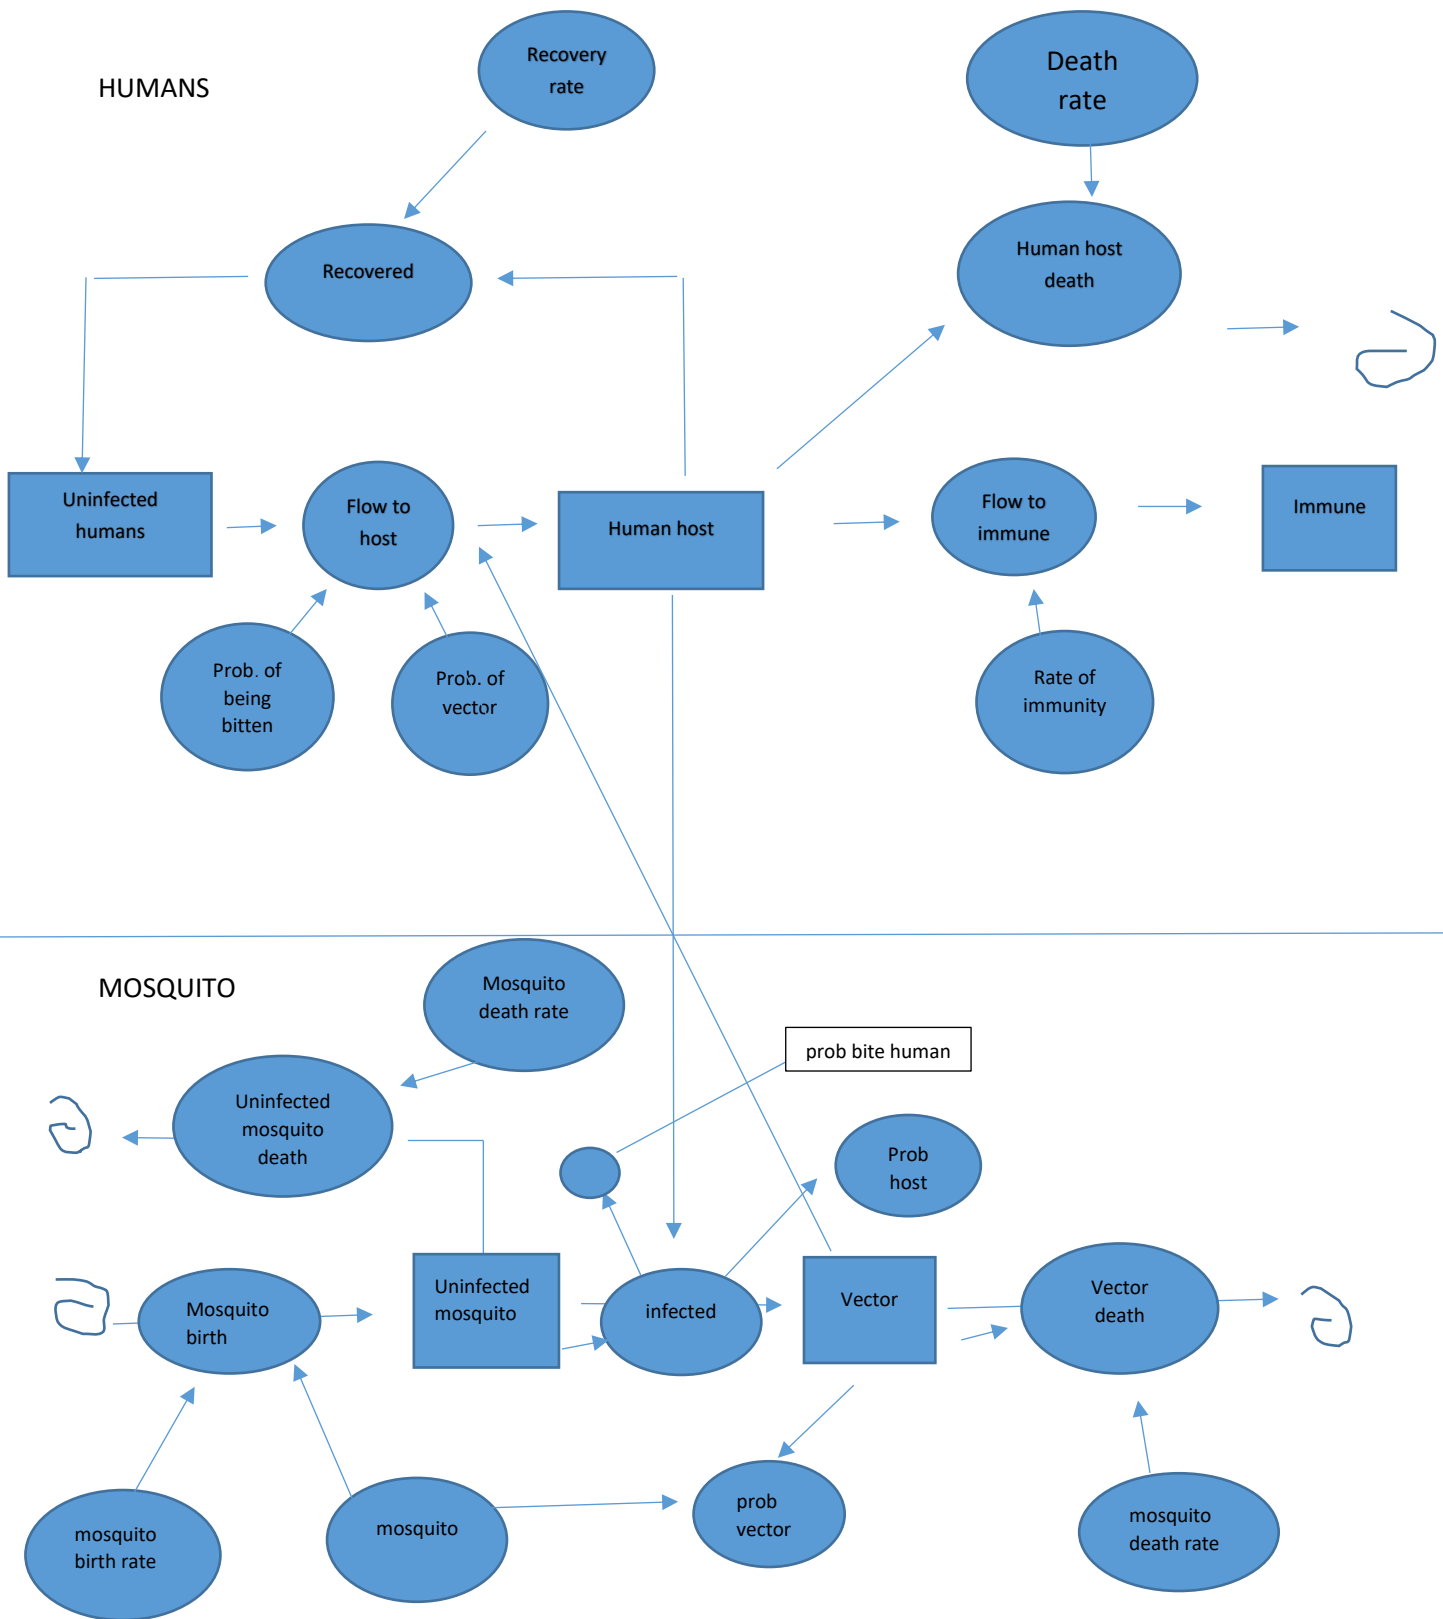 Recovery
rate
Death
rate
HUMANS
Recovered
Human host
death
Uninfected
humans
Flow to
host
Human host
Flow to
immune
Immune
Prob. of
being
bitten
Prob. of
vector
Rate of
immunity
MOSQUITO
Mosquito
death rate
prob bite human
Uninfected
mosquito
death
Prob
host
Mosquito
birth
Uninfected
mosquito
infected
Vector
Vector
death
mosquito
birth rate
mosquito
prob
vector
mosquito
death rate